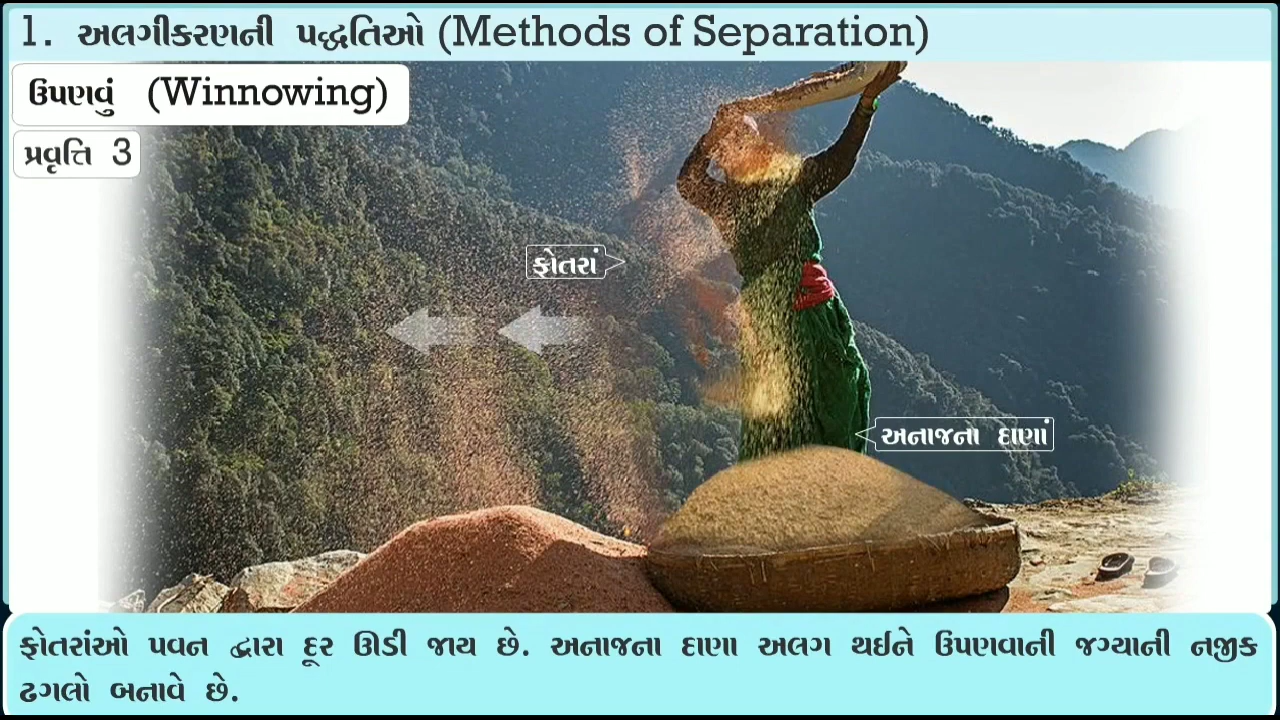 1. અલગીકરણની પદ્ધતિઓ (Methods of Separation)
ઉપણવું (Winnowing)
પ્રવૃત્તિ 3
ફોતરાં
અનાજના દાણાં
ફોતરાંઓ પવન દ્વારા દૂર ઊડી જાય છે. અનાજના દાણા અલગ થઈને ઉપણવાની જગ્યાની નજીક
ઢગલો બનાવે છે.